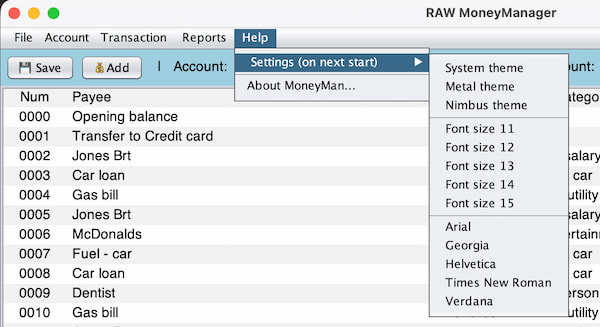 RAW MoneyManager
File Account Transaction Reports Help
Save Add Account: ount:
Settings (on next start)
About MoneyMan...
System theme
Metal theme
Nimbus theme
Font size 11
Font size 12
Font size 13
Font size 14
Font size 15
Arial
Georgia
Helvetica
Times New Roman
Verdana
Num Payee atego
0000 Opening balance
0001 Transfer to Credit card
0002 Jones Brt salary
0003 Car loan car
0004 Gas bill utility
0005 Jones Brt salary
0006 McDonalds ertain
0007 Fuel - car car
0008 Car loan car
0009 Dentist erson
0010 Gas bill utility